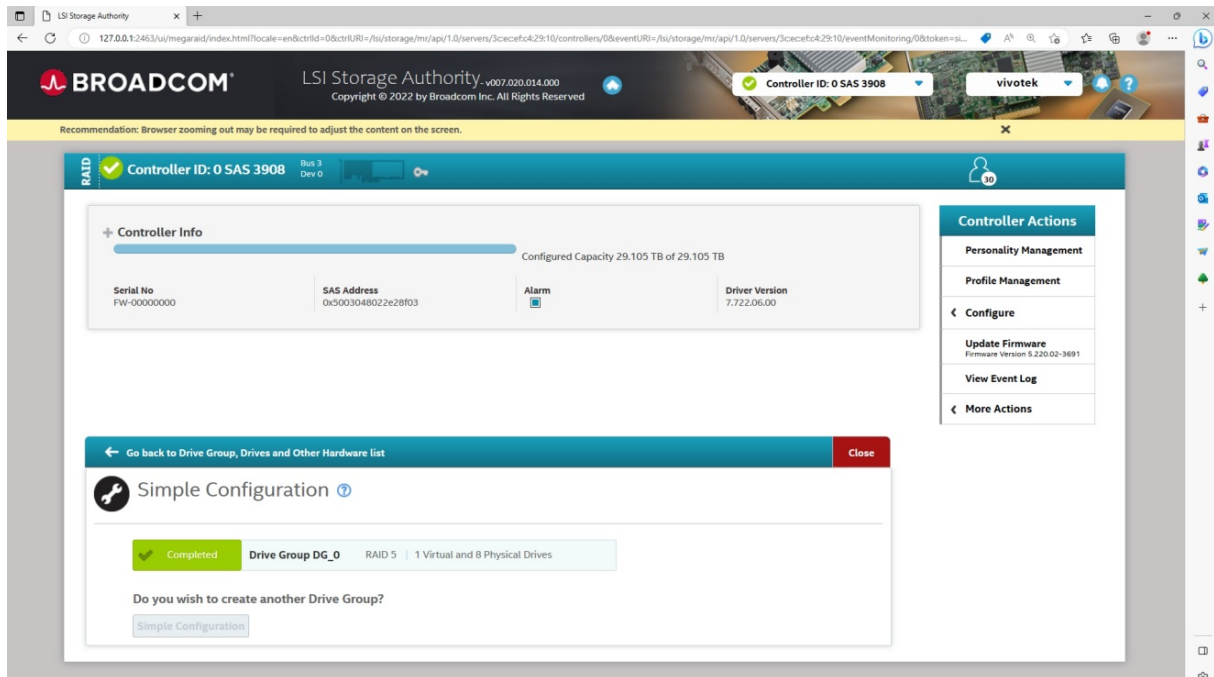 LSI Storage Authority
127.0.0.1:2463/ui/megaraid/index.html?locale=en&ctrlId=0&ctrlURI=/lsi/storage/mr/api/1.0/servers/3:cecef:c4:29:10/controllers/0&eventURI=/lsi/storage/mr/api/1.0/servers/3:cecef:c4:29:10/eventMonitoring/0&token=si...
BROADCOM
LSI Storage Authority - v007.020.014.000
Copyright © 2022 by Broadcom Inc. All Rights Reserved
Controller ID: 0 SAS 3908
vivotek
Recommendation: Browser zooming out may be required to adjust the content on the screen.
RAID
Controller ID: 0 SAS 3908
Bus 3
Dev 0
30
Controller Info
Configured Capacity 29.105 TB of 29.105 TB
Serial No
FW-00000000
SAS Address
0x5003048022e28f03
Alarm
Driver Version
7.722.06.00
Controller Actions
Personality Management
Profile Management
Configure
Update Firmware
Firmware Version 5.220.02-3691
View Event Log
More Actions
Go back to Drive Group, Drives and Other Hardware list
Close
Simple Configuration
Completed
Drive Group DG_0
RAID 5 | 1 Virtual and 8 Physical Drives
Do you wish to create another Drive Group?
Simple Configuration